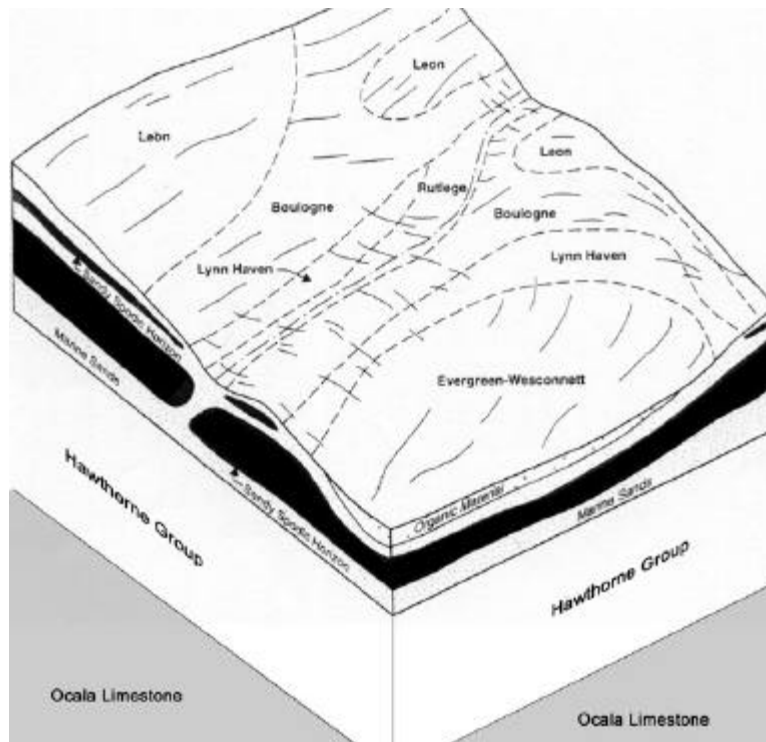 Leon
Leon
Leon
Rutlege
Boulogne
Boulogne
Lynn Haven
Lynn Haven
Sandy Spodic Horizon
Marine Sands
Evergreen-Wesconnett
Organic Material
Marine Sands
Sandy Spodic Horizon
Hawthorne Group
Hawthorne Group
Ocala Limestone
Ocala Limestone